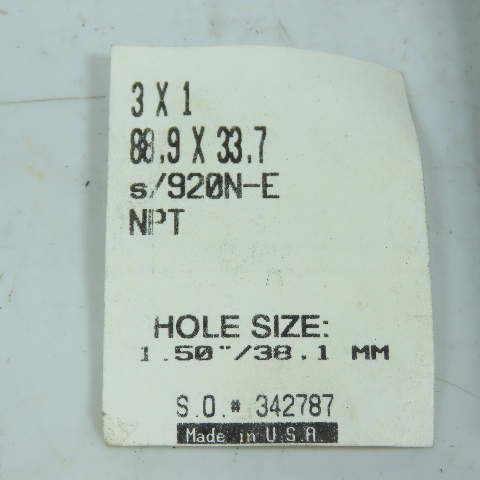 3 X 1
88.9 X 33.7
s/920N-E
NPT
HOLE SIZE:
1.50"/38.1 MM
S.O.# 342787
Made in U.S.A.